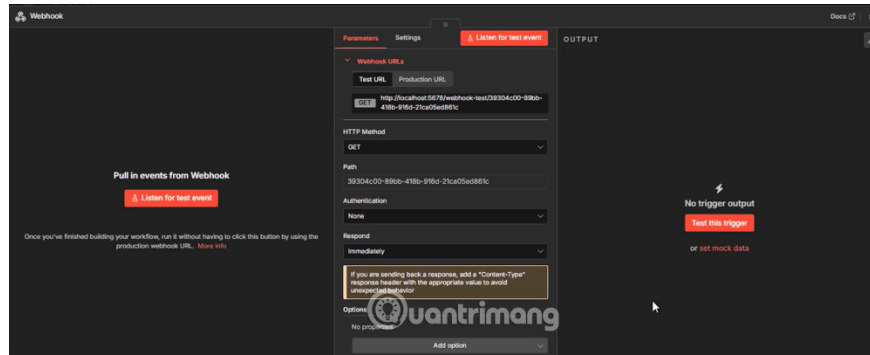 Webhook
Docs
Parameters
Settings
Listen for test event
OUTPUT
Webhook URLs
Test URL
Production URL
GET
http://localhost:5678/webhook-test/39304c00-89bb-
418b-916d-21ca05ed861c
HTTP Method
GET
Path
39304c00-89bb-418b-916d-21ca05ed861c
Authentication
None
Respond
Immediately
If you are sending back a response, add a "Content-Type"
response header with the appropriate value to avoid
unexpected behavior
Options
No properties
Add option
Pull in events from Webhook
Listen for test event
Once you've finished building your workflow, run it without having to click this button by using the
production webhook URL. More info
No trigger output
Test this trigger
or set mock data
Quantrimang